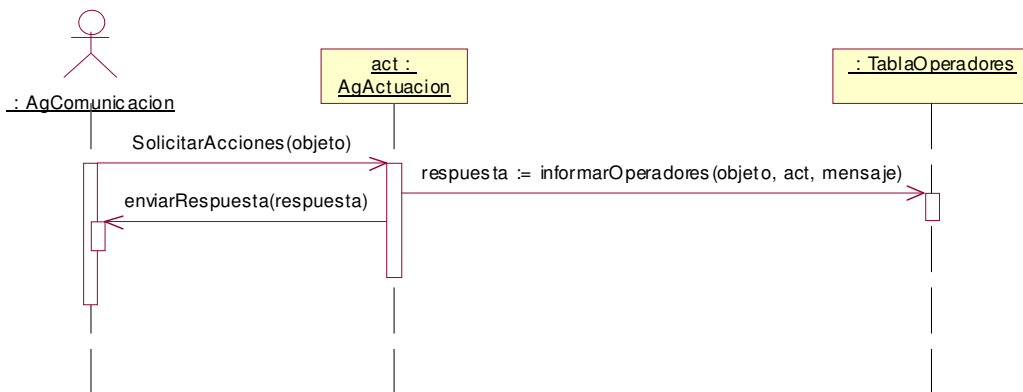 act :
AgActuacion
: TablaOperadores
: AgComunicacion
SolicitarAcciones(objeto)
respuesta := informarOperadores(objeto, act, mensaje)
enviarRespuesta(respuesta)